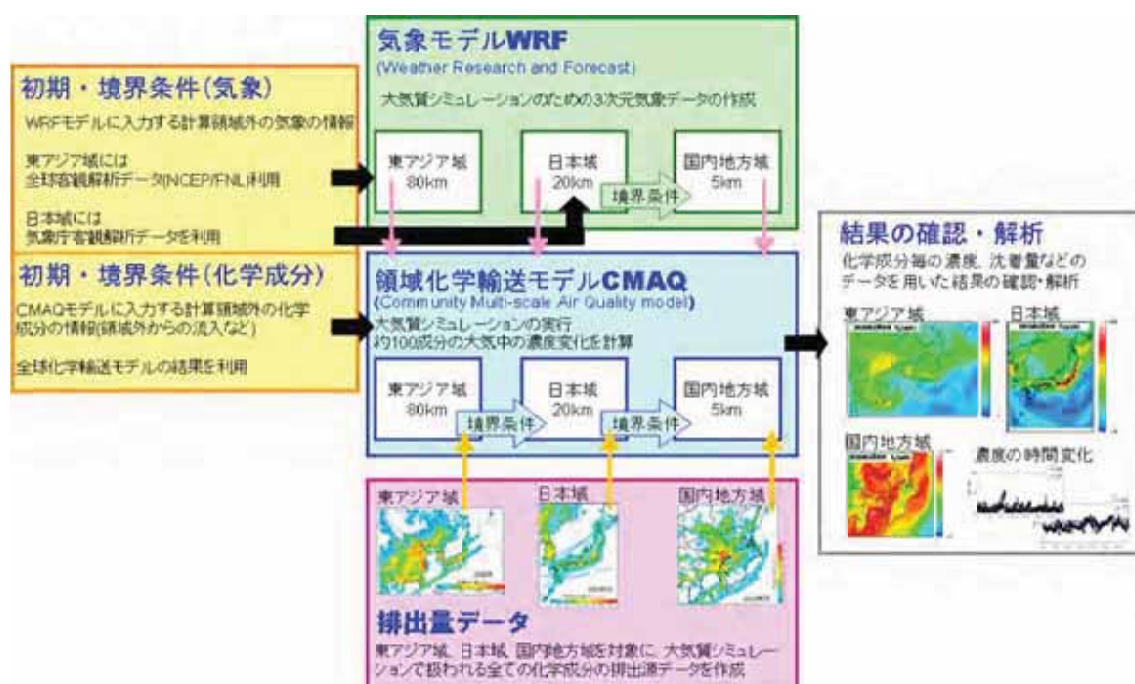 初期・境界条件(気象)
WRFモデルに入力する計算領域外の気象の情報
東アジア域には
全球客観解析データ(NCEP/FNL)利用
日本域には
気象庁客観解析データを利用
初期・境界条件(化学成分)
CMAQモデルに入力する計算領域外の化学
成分の情報(領域外からの流入など)
全球化学輸送モデルの結果を利用
気象モデルWRF
(Weather Research and Forecast)
大気質シミュレーションのための3次元気象データの作成
東アジア域
80km
日本域
20km
境界条件
国内地方域
5km
領域化学輸送モデルCMAQ
(Community Multi-scale Air Quality model)
大気質シミュレーションの実行
約100成分の大気中の濃度変化を計算
東アジア域
80km
境界条件
日本域
20km
境界条件
国内地方域
5km
東アジア域
日本域
国内地方域
排出量データ
東アジア域、日本域、国内地方域を対象に、大気質シミュレー
ションで扱われる全ての化学成分の排出源データを作成
結果の確認・解析
化学成分毎の濃度、沈着量などの
データを用いた結果の確認・解析
東アジア域
日本域
国内地方域
濃度の時間変化